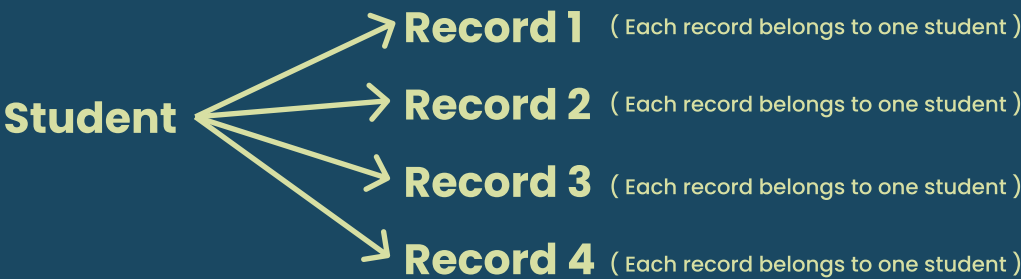 Record 1 ( Each record belongs to one student )
Record 2 ( Each record belongs to one student )
Student
Record 3 ( Each record belongs to one student )
Record 4 ( Each record belongs to one student )